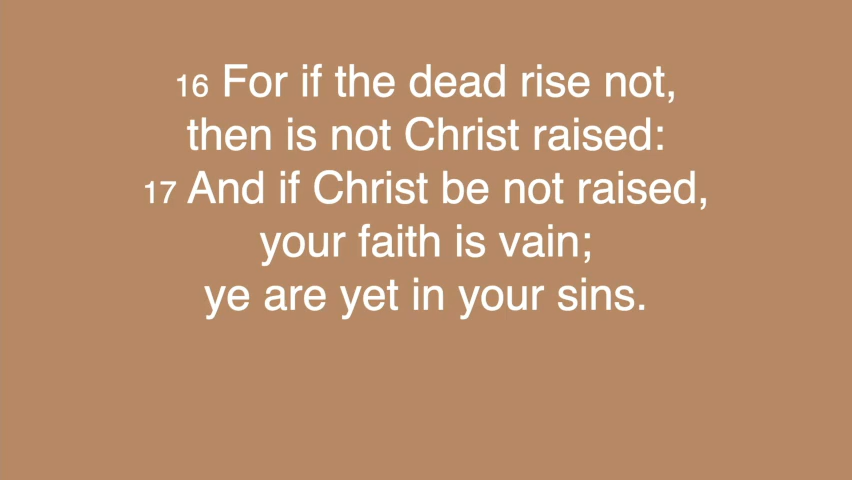 16 For if the dead rise not,
then is not Christ raised:
17 And if Christ be not raised,
your faith is vain;
ye are yet in your sins.